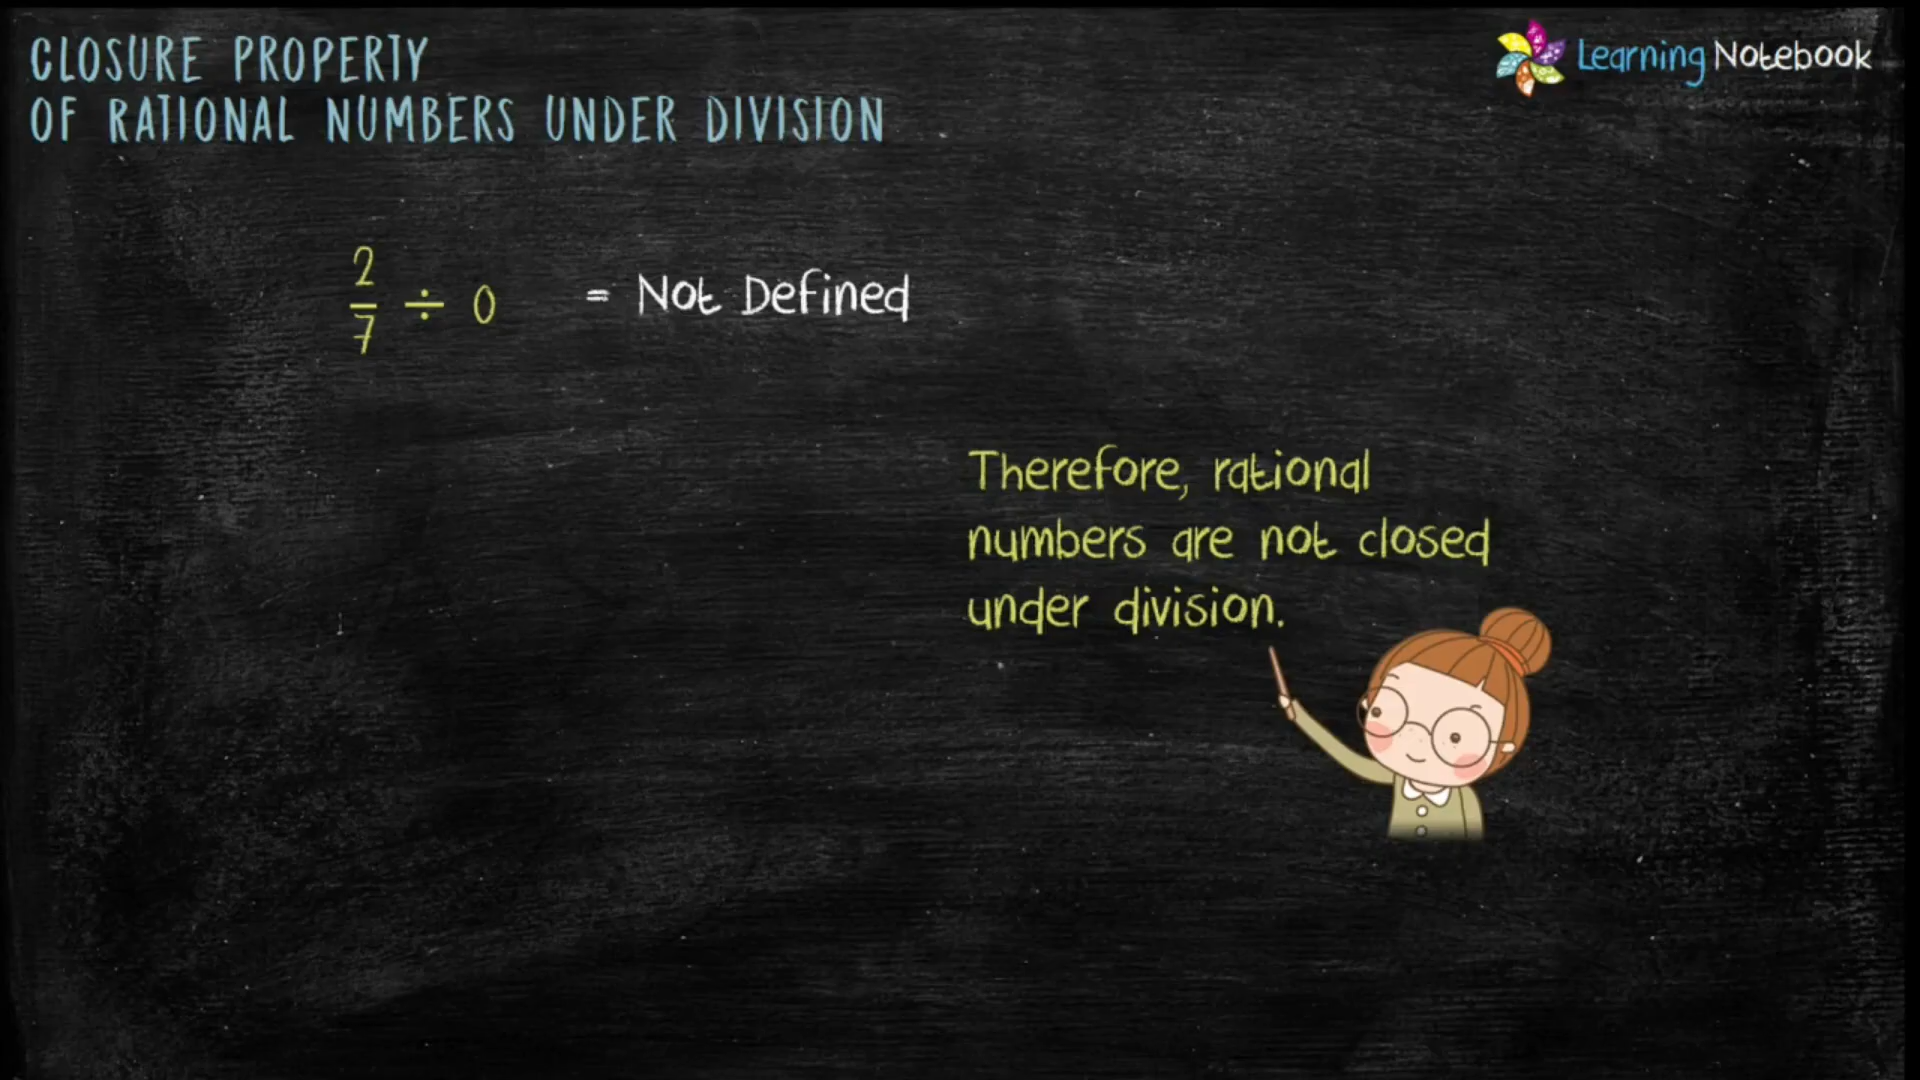 CLOSURE PROPERTY
OF RATIONAL NUMBERS UNDER DIVISION
Learning Notebook
2/7 ÷ 0 = Not Defined
Therefore, rational
numbers are not closed
under division.